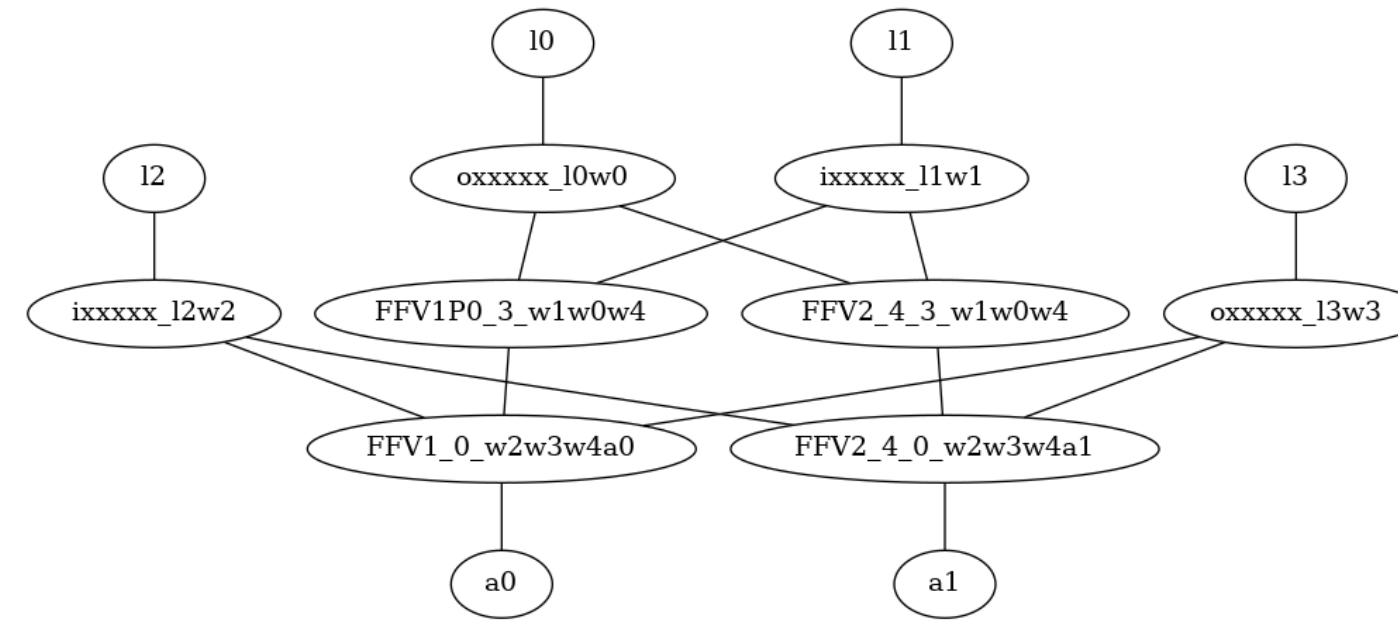 l0
l1
l2
oxxxxx_l0w0
ixxxxx_l1w1
l3
ixxxxx_l2w2
FFV1P0_3_w1w0w4
FFV2_4_3_w1w0w4
oxxxxx_l3w3
FFV1_0_w2w3w4a0
FFV2_4_0_w2w3w4a1
a0
a1